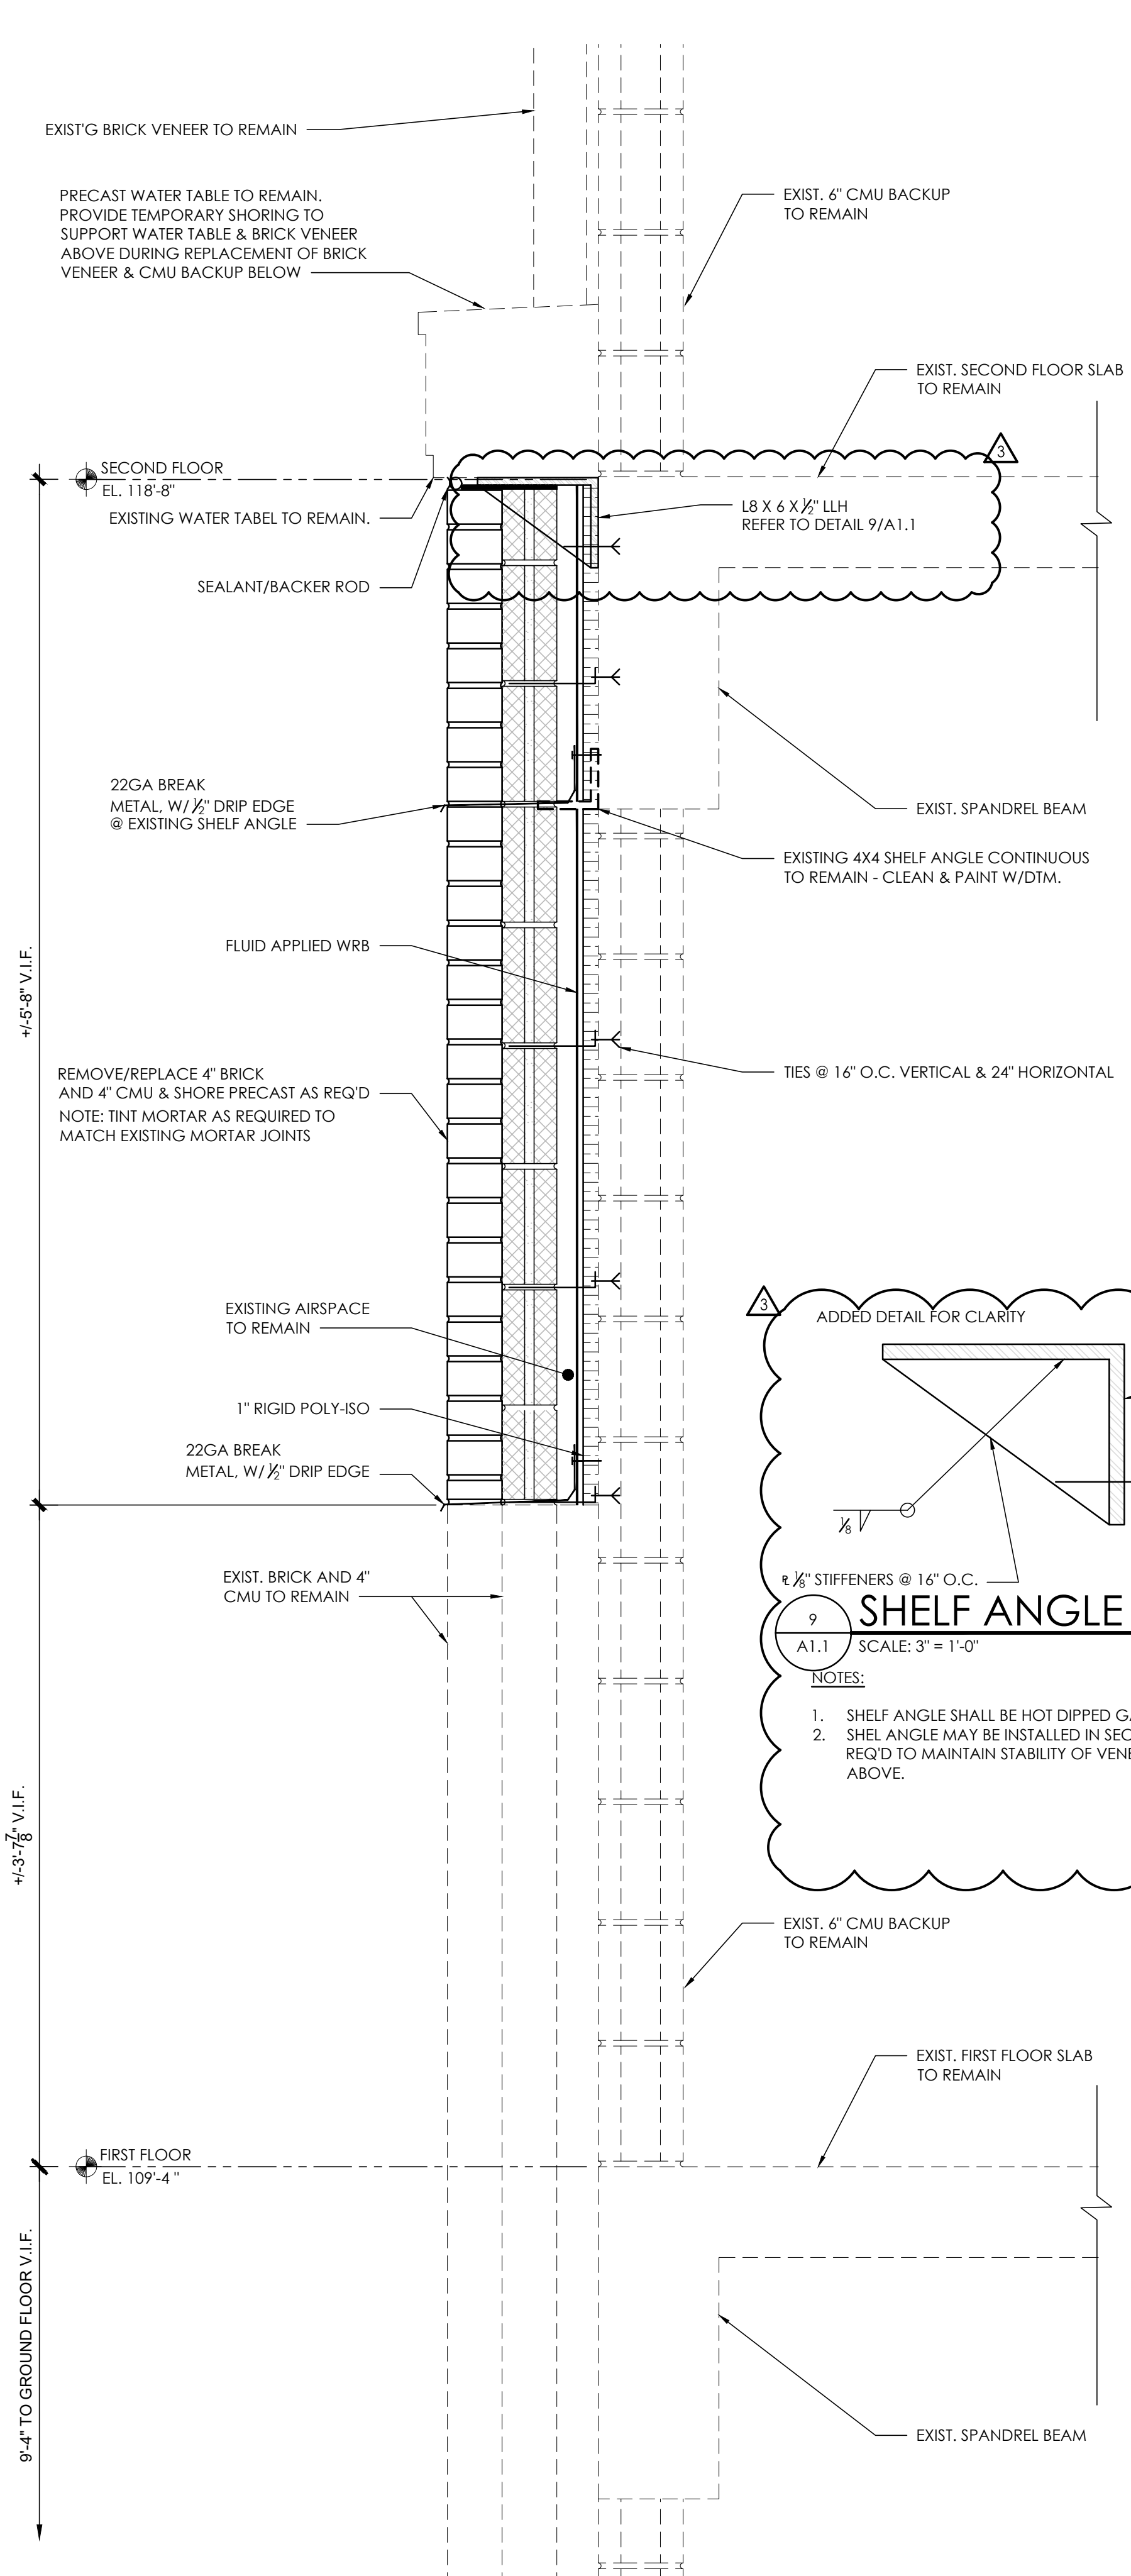 EXIST'G BRICK VENEER TO REMAIN
PRECAST WATER TABLE TO REMAIN.
PROVIDE TEMPORARY SHORING TO
SUPPORT WATER TABLE & BRICK VENEER
ABOVE DURING REPLACEMENT OF BRICK
VENEER & CMU BACKUP BELOW
EXIST. 6" CMU BACKUP
TO REMAIN
EXIST. SECOND FLOOR SLAB
TO REMAIN
3
SECOND FLOOR
EL. 118'-8"
EXISTING WATER TABEL TO REMAIN.
L8 X 6 X 1/2" LLH
REFER TO DETAIL 9/A1.1
SEALANT/BACKER ROD
22GA BREAK
METAL, W/ 1/2" DRIP EDGE
@ EXISTING SHELF ANGLE
EXIST. SPANDREL BEAM
EXISTING 4X4 SHELF ANGLE CONTINUOUS
TO REMAIN - CLEAN & PAINT W/DTM.
FLUID APPLIED WRB
+/-5'-8" V.I.F.
REMOVE/REPLACE 4" BRICK
AND 4" CMU & SHORE PRECAST AS REQ'D
NOTE: TINT MORTAR AS REQUIRED TO
MATCH EXISTING MORTAR JOINTS
TIES @ 16" O.C. VERTICAL & 24" HORIZONTAL
EXISTING AIRSPACE
TO REMAIN
1" RIGID POLY-ISO
22GA BREAK
METAL, W/ 1/2" DRIP EDGE
3
ADDED DETAIL FOR CLARITY
1/8
℄ 1/8" STIFFENERS @ 16" O.C.
9
A1.1
SHELF ANGLE
SCALE: 3" = 1'-0"
NOTES:
1. SHELF ANGLE SHALL BE HOT DIPPED GA
2. SHEL ANGLE MAY BE INSTALLED IN SEC
REQ'D TO MAINTAIN STABILITY OF VENE
ABOVE.
EXIST. BRICK AND 4"
CMU TO REMAIN
+/-3'-7 7/8" V.I.F.
EXIST. 6" CMU BACKUP
TO REMAIN
EXIST. FIRST FLOOR SLAB
TO REMAIN
FIRST FLOOR
EL. 109'-4 "
9'-4" TO GROUND FLOOR V.I.F.
EXIST. SPANDREL BEAM